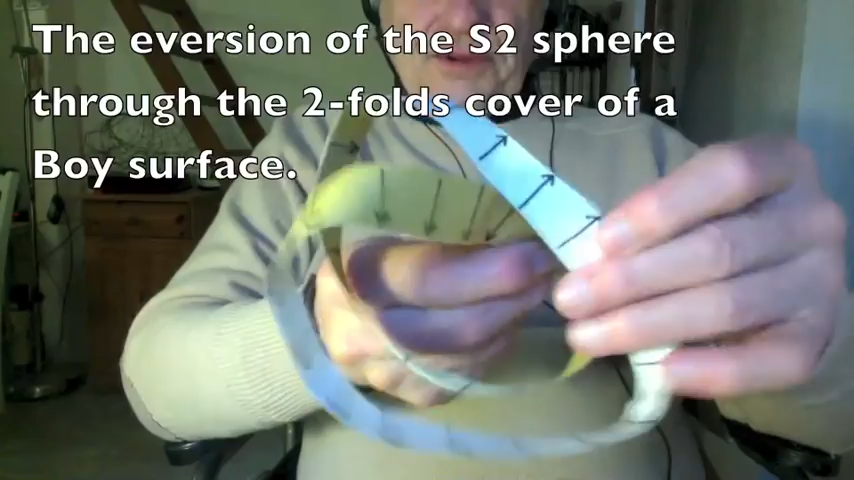 The eversion of the S2 sphere
through the 2-folds cover of a
Boy surface.